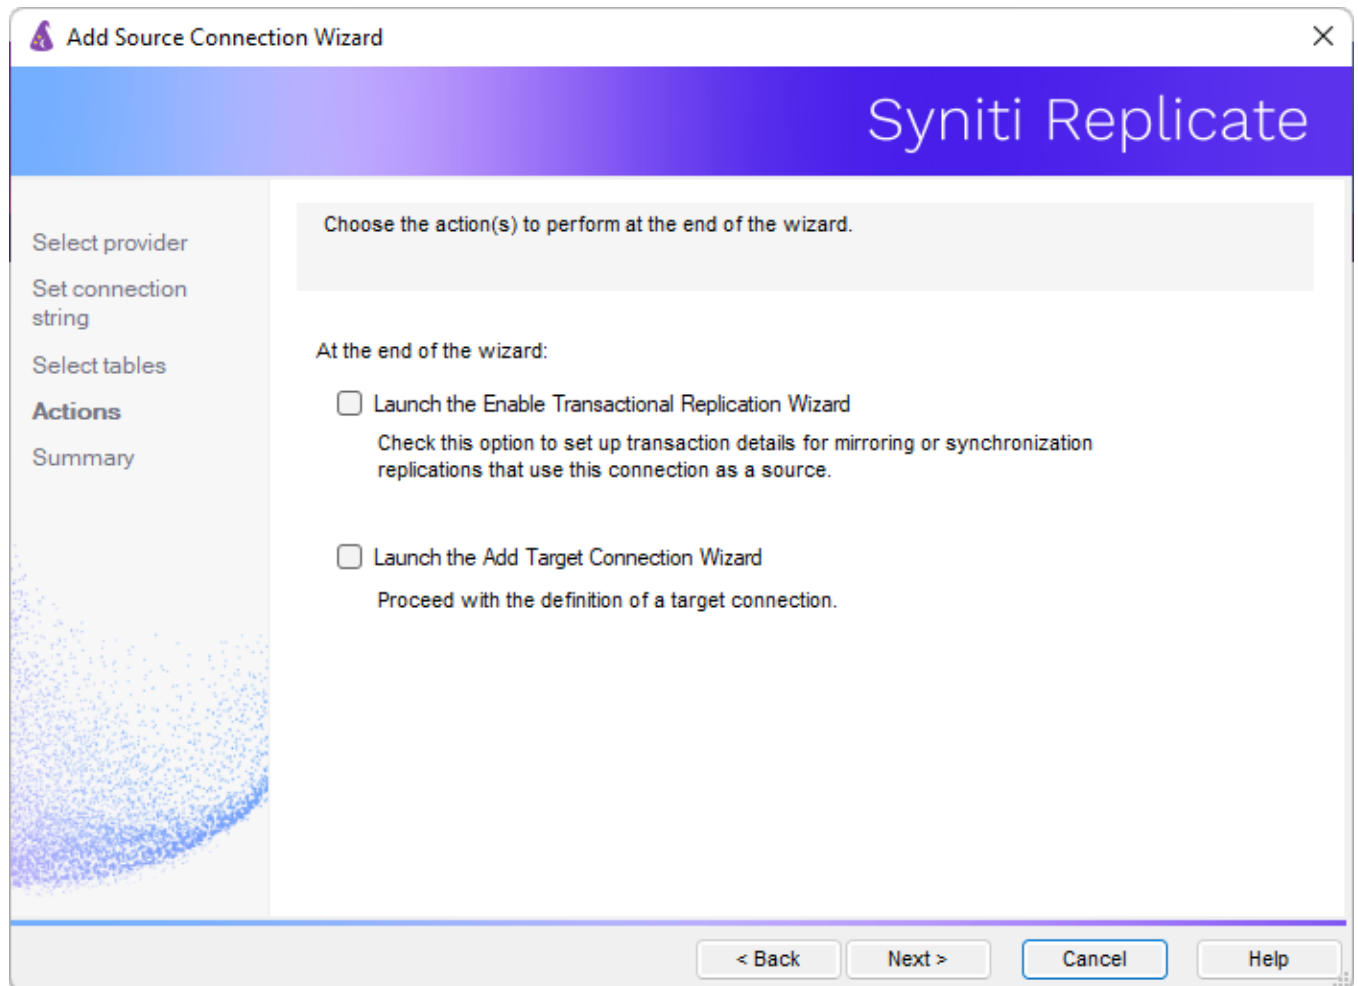 Add Source Connection Wizard
Syniti Replicate
Select provider
Set connection
string
Select tables
Actions
Summary
Choose the action(s) to perform at the end of the wizard.
At the end of the wizard:
Launch the Enable Transactional Replication Wizard
Check this option to set up transaction details for mirroring or synchronization
replications that use this connection as a source.
Launch the Add Target Connection Wizard
Proceed with the definition of a target connection.
< Back
Next >
Cancel
Help